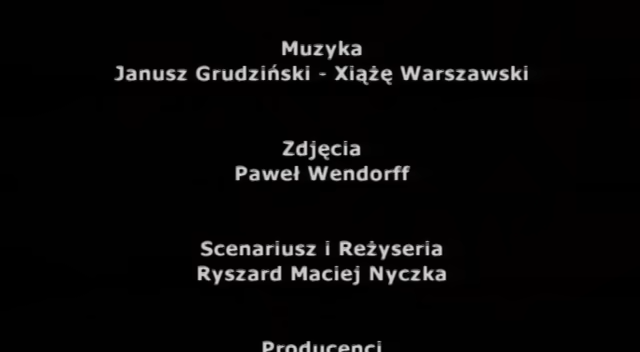 Muzyka
Janusz Grudziński - Xiążę Warszawski
Zdjęcia
Paweł Wendorff
Scenariusz i Reżyseria
Ryszard Maciej Nyczka
Producenci